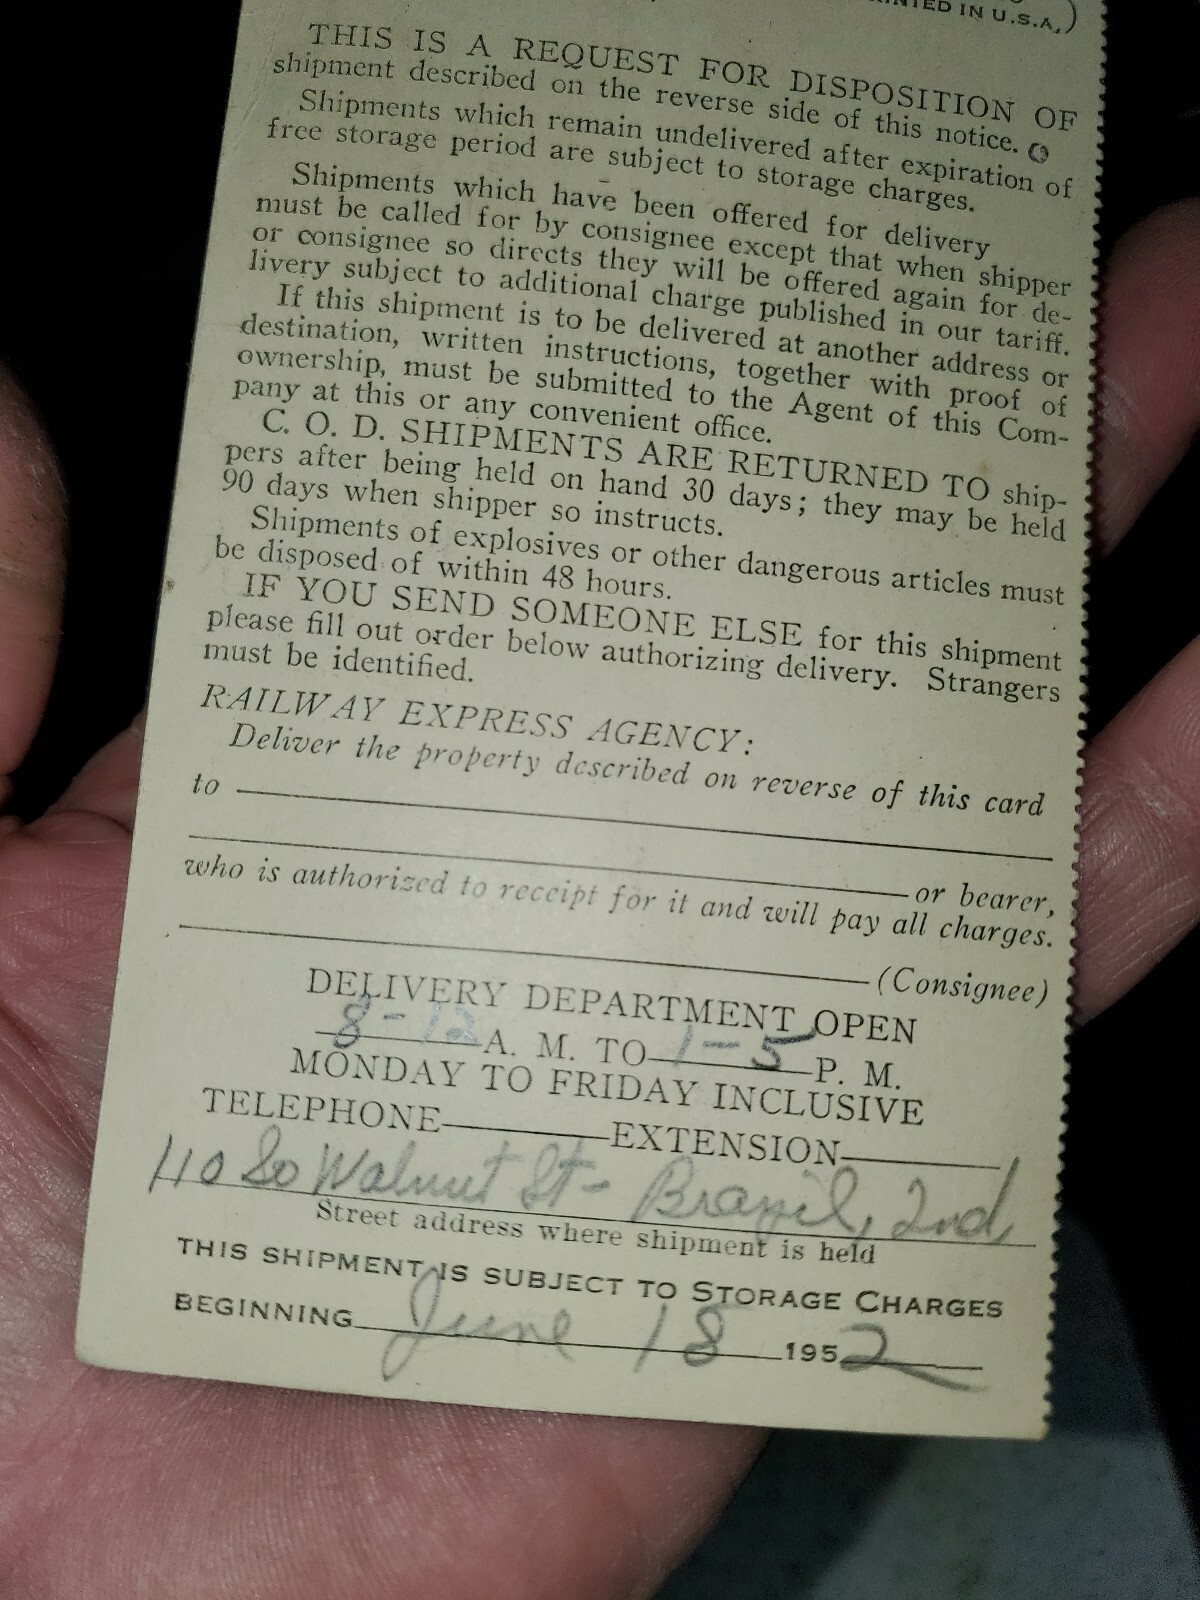 PRINTED IN U.S.A.)
THIS IS A REQUEST FOR DISPOSITION OF
shipment described on the reverse side of this notice.
Shipments which remain undelivered after expiration of
free storage period are subject to storage charges.
Shipments which have been offered for delivery
must be called for by consignee except that when shipper
or consignee so directs they will be offered again for de-
livery subject to additional charge published in our tariff.
If this shipment is to be delivered at another address or
destination, written instructions, together with proof of
ownership, must be submitted to the Agent of this Com-
pany at this or any convenient office.
C. O. D. SHIPMENTS ARE RETURNED TO ship-
pers after being held on hand 30 days; they may be held
90 days when shipper so instructs.
Shipments of explosives or other dangerous articles must
be disposed of within 48 hours.
IF YOU SEND SOMEONE ELSE for this shipment
please fill out order below authorizing delivery. Strangers
must be identified.
RAILWAY EXPRESS AGENCY:
Deliver the property described on reverse of this card
to
or bearer,
who is authorized to receipt for it and will pay all charges.
(Consignee)
DELIVERY DEPARTMENT OPEN
8-12 A. M. TO 1-5 P. M.
MONDAY TO FRIDAY INCLUSIVE
TELEPHONE EXTENSION
110 So Walnut St- Brazil, Ind,
Street address where shipment is held
THIS SHIPMENT IS SUBJECT TO STORAGE CHARGES
BEGINNING June 18 1952